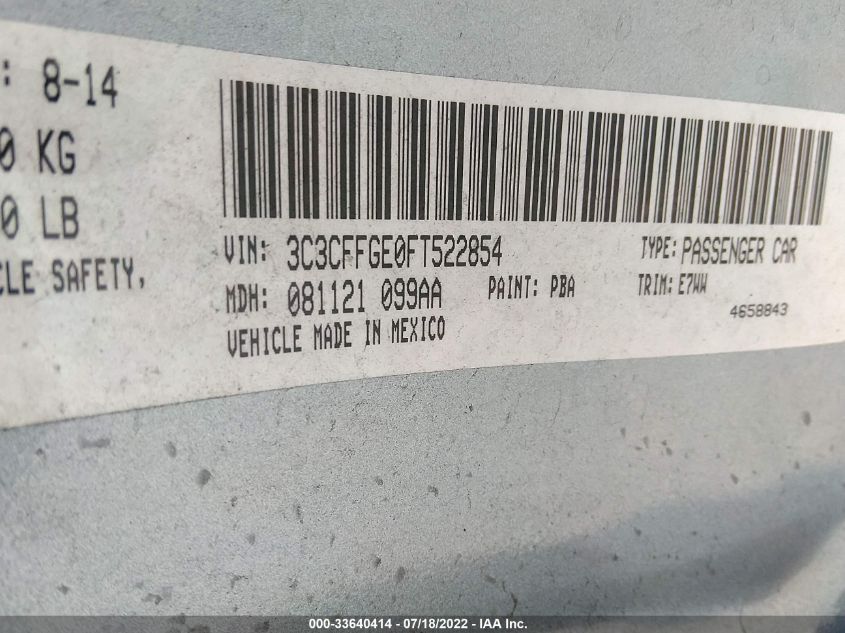 : 8-14
0 KG
0 LB
CLE SAFETY,
VIN: 3C3CFFGE0FT522854
TYPE: PASSENGER CAR
MDH: 081121 099AA
PAINT: PBA
TRIM: E7WW
VEHICLE MADE IN MEXICO
4658843
000-33640414 - 07/18/2022 - IAA Inc.